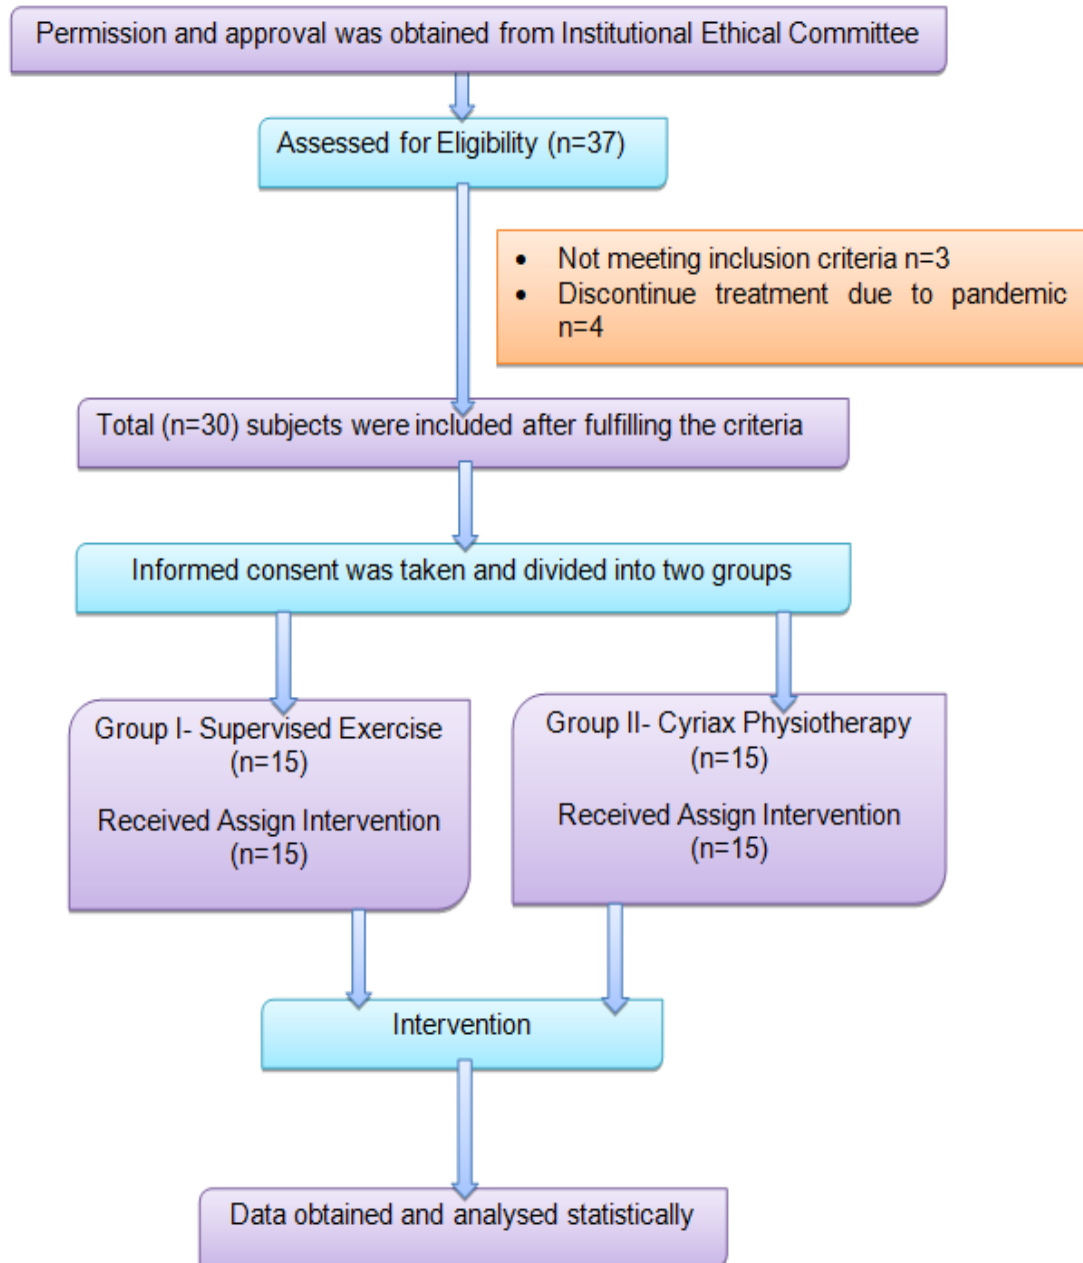 Permission and approval was obtained from Institutional Ethical Committee
Assessed for Eligibility (n=37)
• Not meeting inclusion criteria n=3
• Discontinue treatment due to pandemic
n=4
Total (n=30) subjects were included after fulfilling the criteria
Informed consent was taken and divided into two groups
Group I- Supervised Exercise
(n=15)
Received Assign Intervention
(n=15)
Group II- Cyriax Physiotherapy
(n=15)
Received Assign Intervention
(n=15)
Intervention
Data obtained and analysed statistically